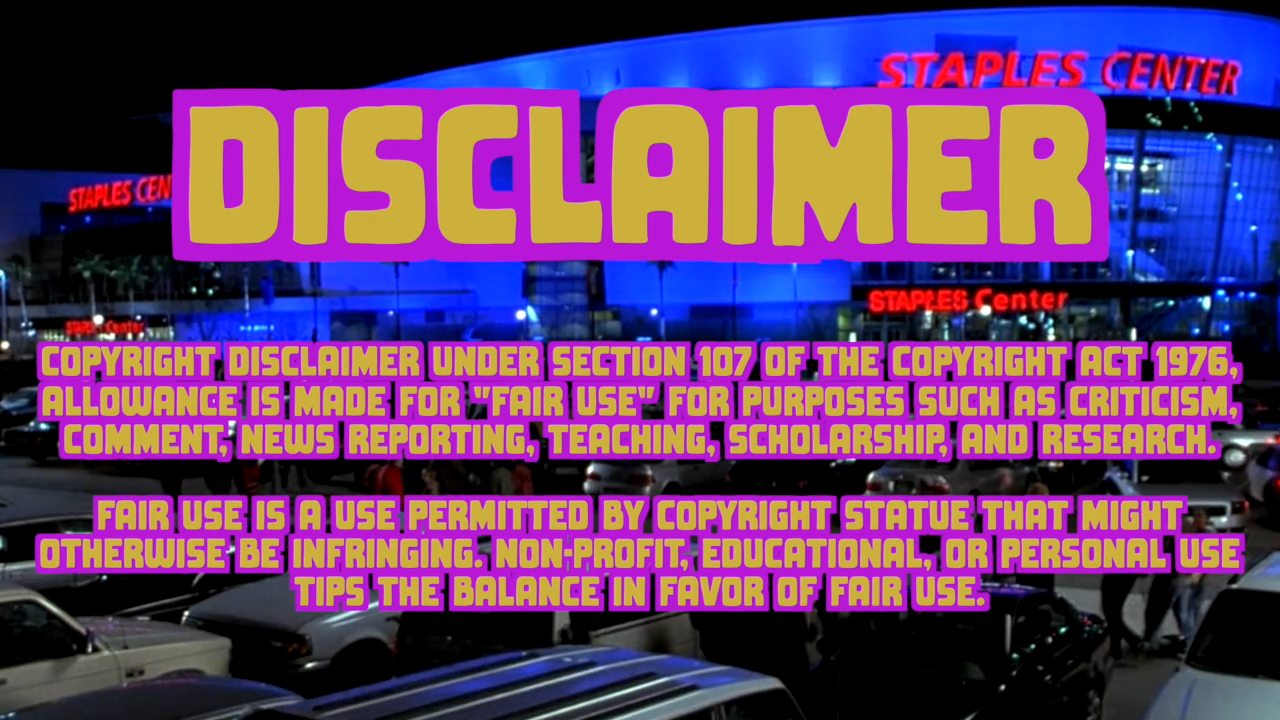 STAPLES CENTER
DISCLAIMER
STAPLES CEN
STAPLES Center
STAPLES Center
COPYRIGHT DISCLAIMER UNDER SECTION 107 OF THE COPYRIGHT ACT 1976,
ALLOWANCE IS MADE FOR "FAIR USE" FOR PURPOSES SUCH AS CRITICISM,
COMMENT, NEWS REPORTING, TEACHING, SCHOLARSHIP, AND RESEARCH.
FAIR USE IS A USE PERMITTED BY COPYRIGHT STATUE THAT MIGHT
OTHERWISE BE INFRINGING. NON-PROFIT, EDUCATIONAL, OR PERSONAL USE
TIPS THE BALANCE IN FAVOR OF FAIR USE.